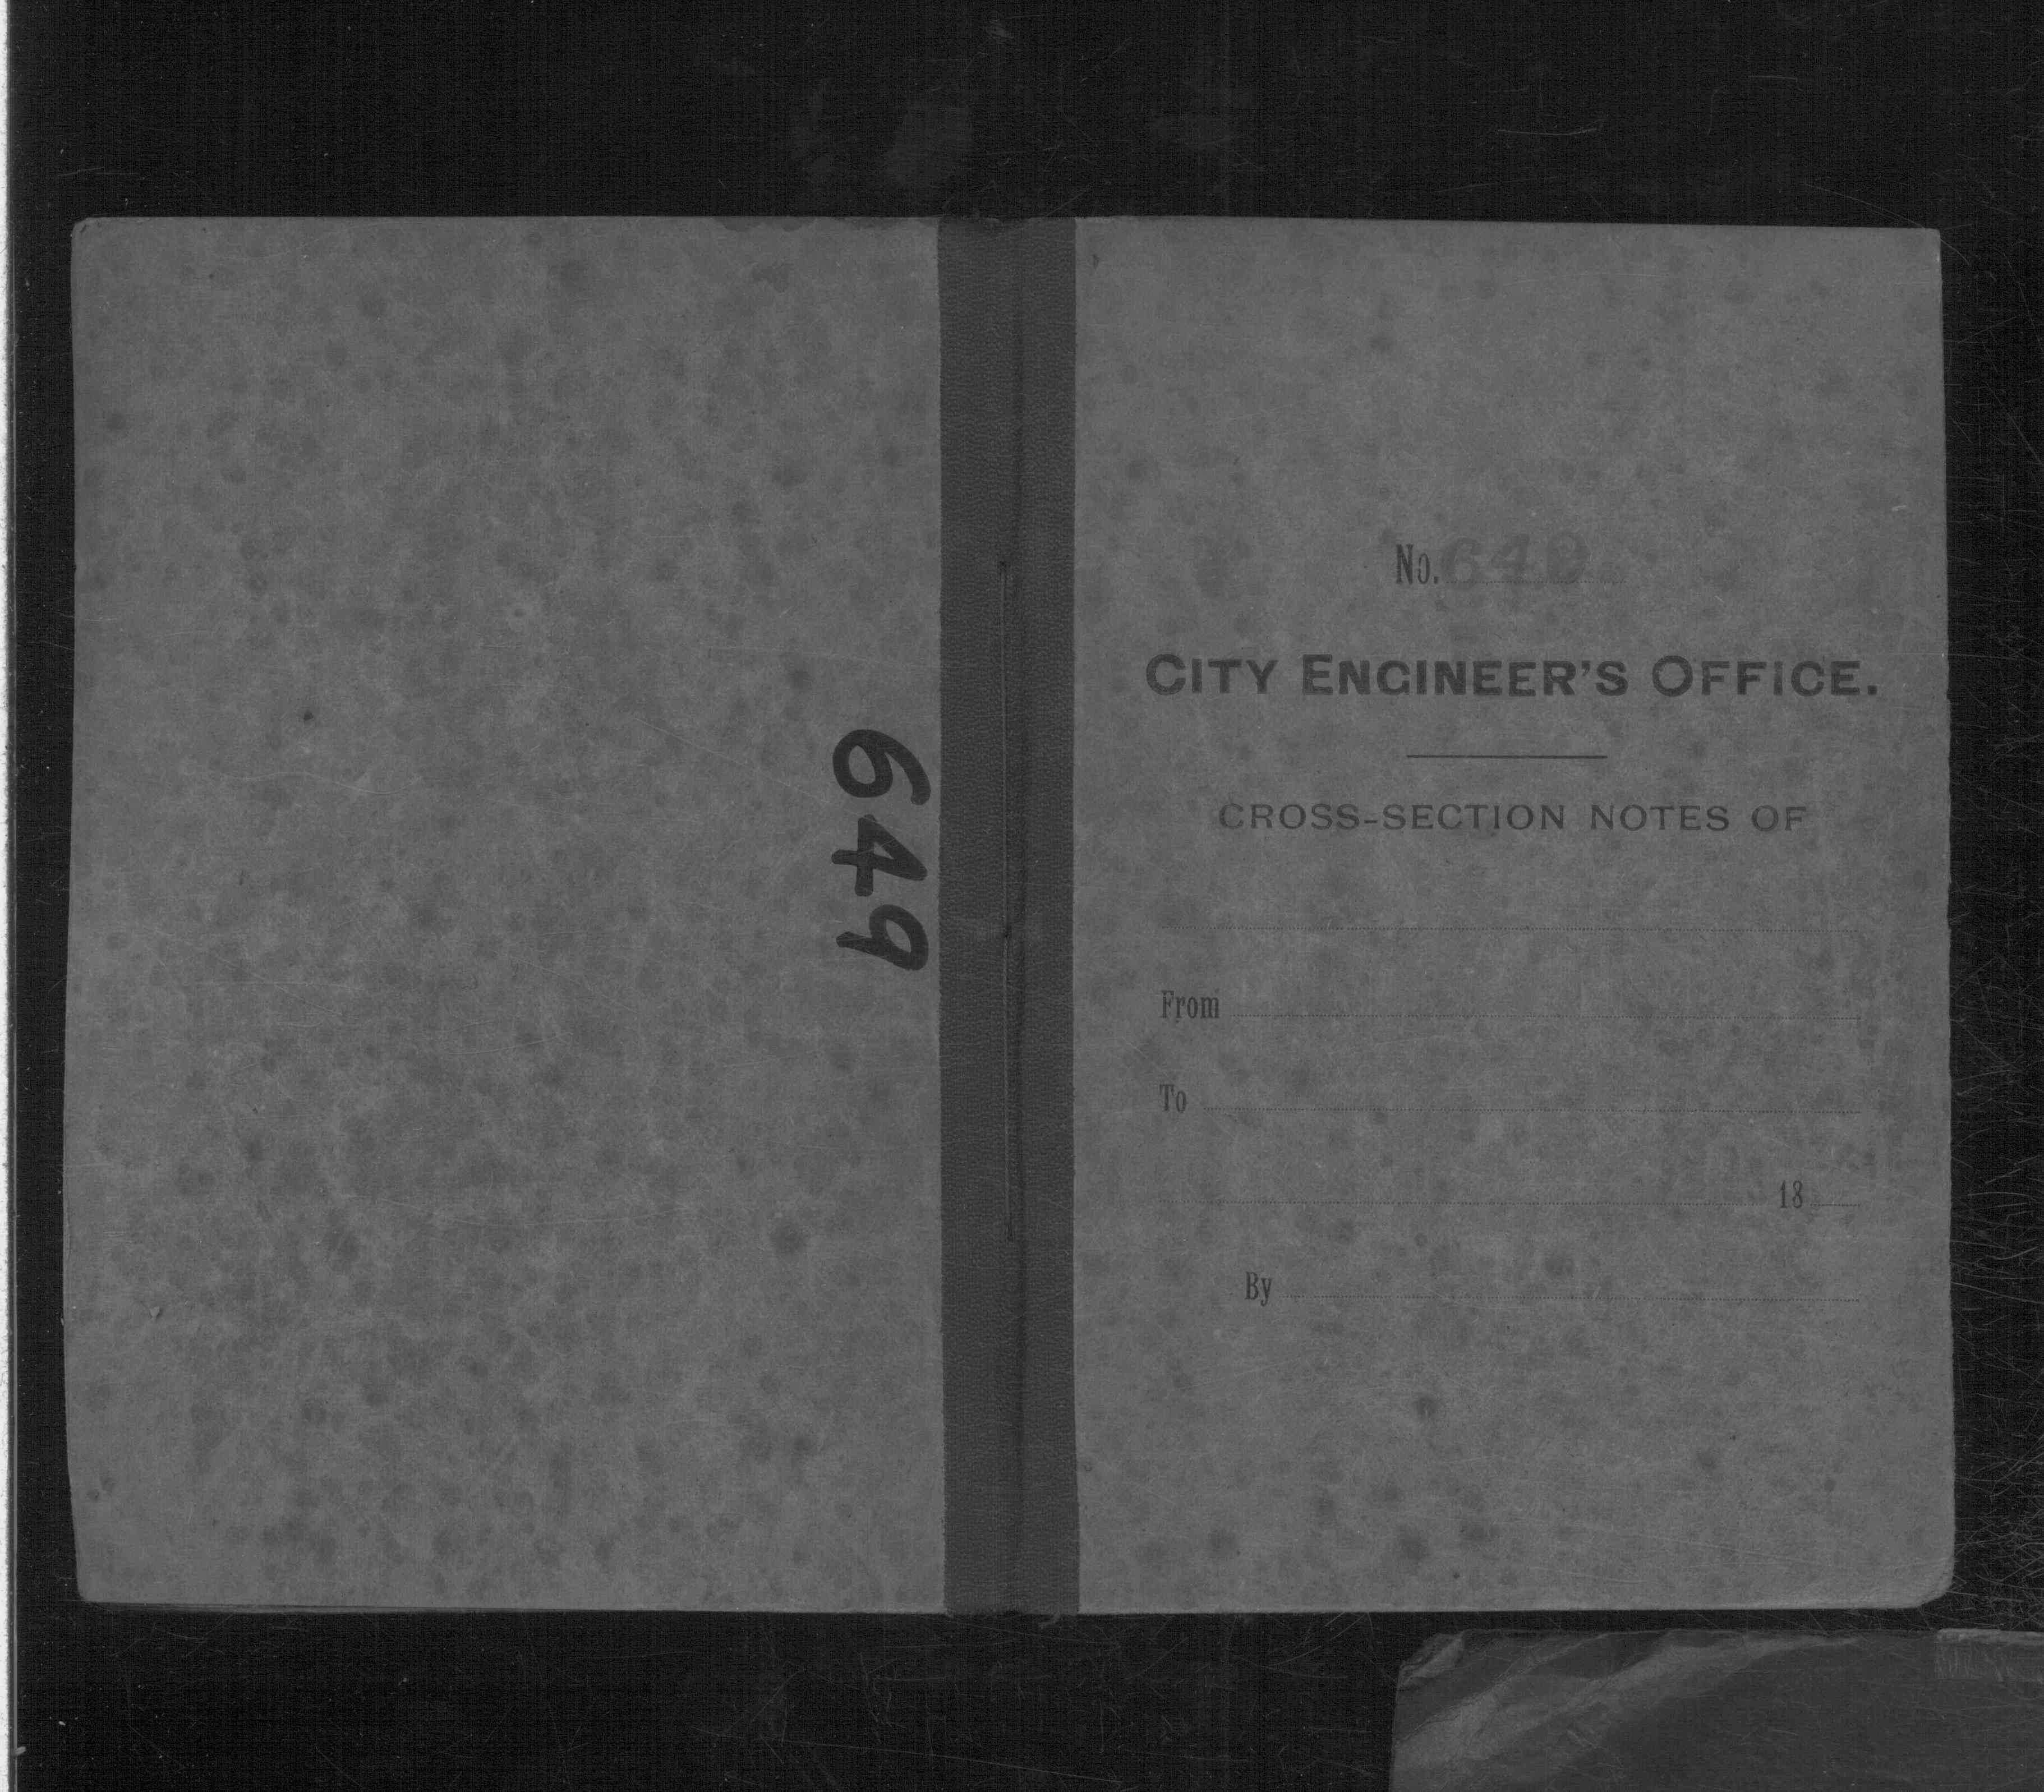 649
No. 649
CITY ENGINEER'S OFFICE.
CROSS-SECTION NOTES OF
From
To
18
By